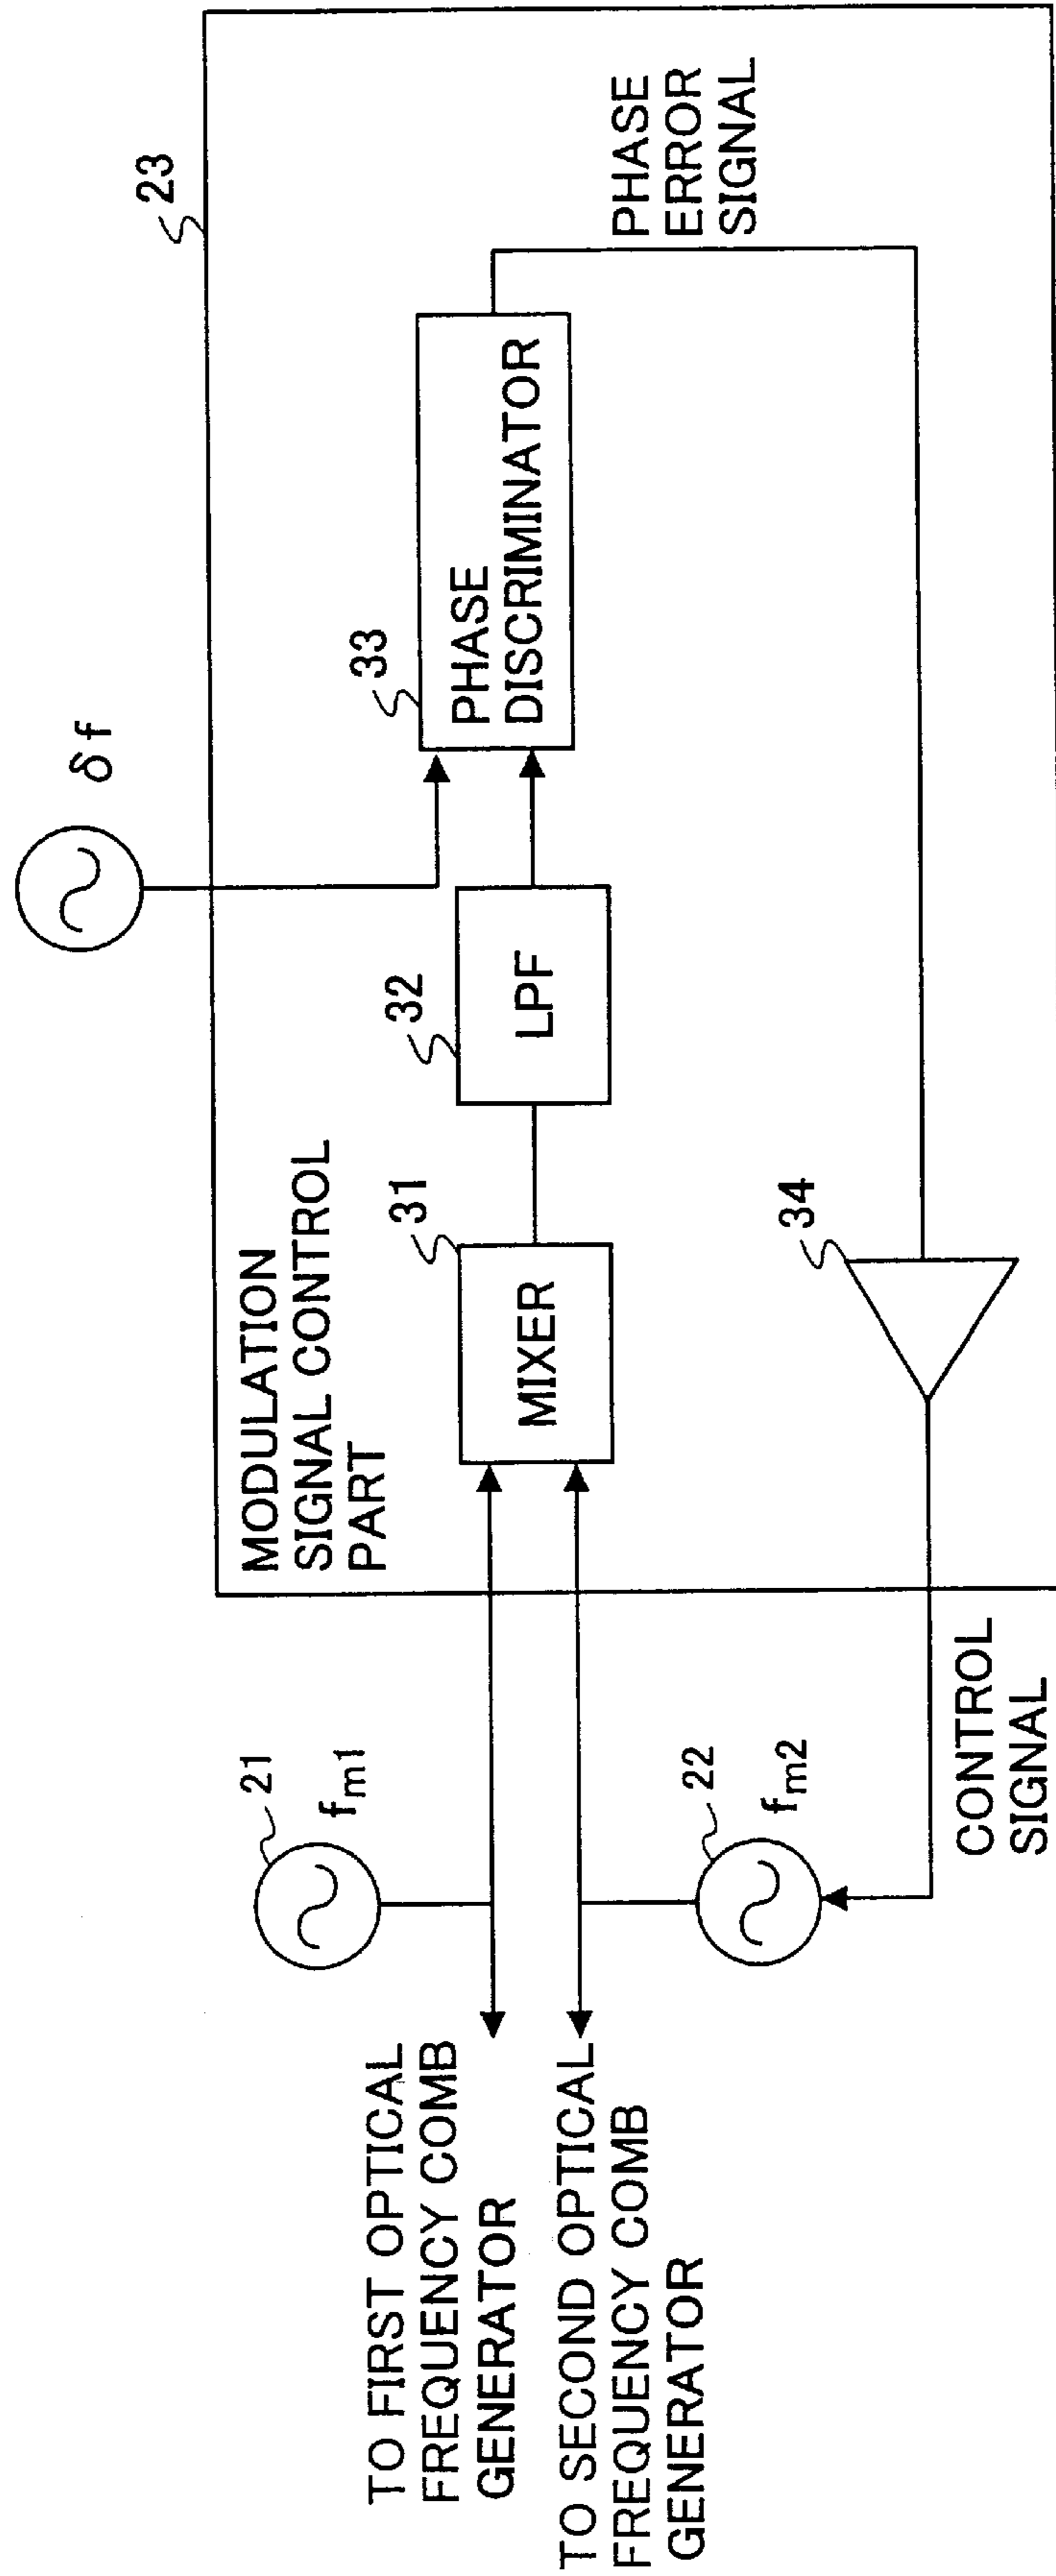 δf
23
MODULATION
SIGNAL CONTROL
PART
31
MIXER
32
LPF
33
PHASE
DISCRIMINATOR
PHASE
ERROR
SIGNAL
34
21
fm1
22
fm2
TO FIRST OPTICAL
FREQUENCY COMB
GENERATOR
TO SECOND OPTICAL
FREQUENCY COMB
GENERATOR
CONTROL
SIGNAL